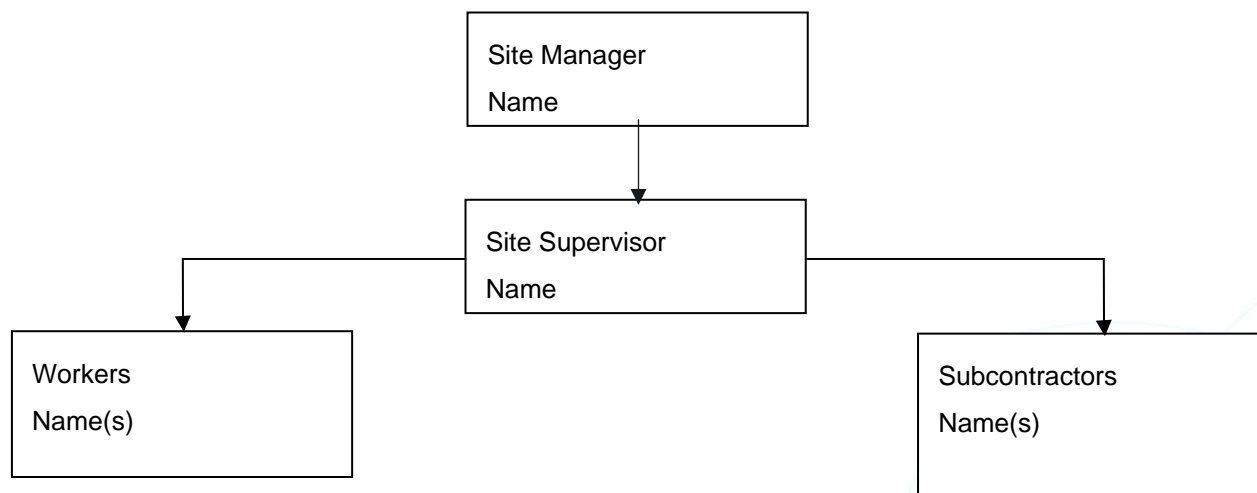 Site Manager
Name
Site Supervisor
Name
Workers
Name(s)
Subcontractors
Name(s)